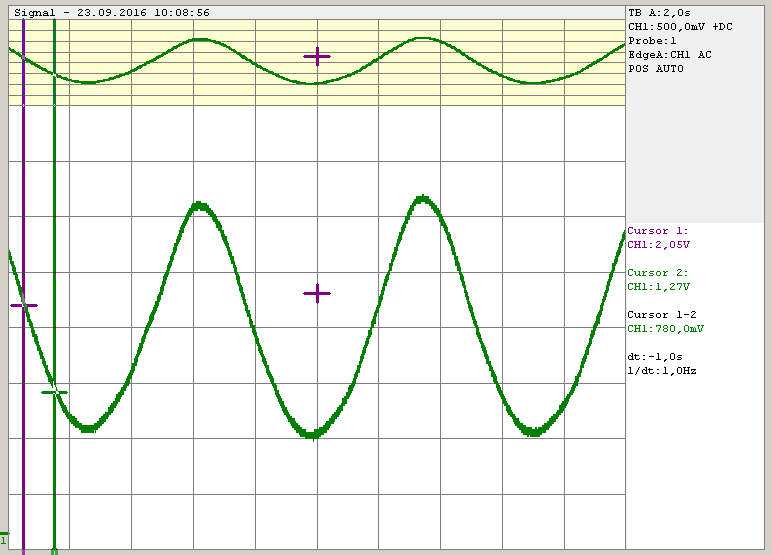 Signal - 23.09.2016 10:08:56
TB A:2,0s
CH1:500,0mV +DC
Probe:1
EdgeA:CH1 AC
POS AUTO
Cursor 1:
CH1:2,05V
Cursor 2:
CH1:1,27V
Cursor 1-2
CH1:780,0mV
dt:-1,0s
1/dt:1,0Hz
1